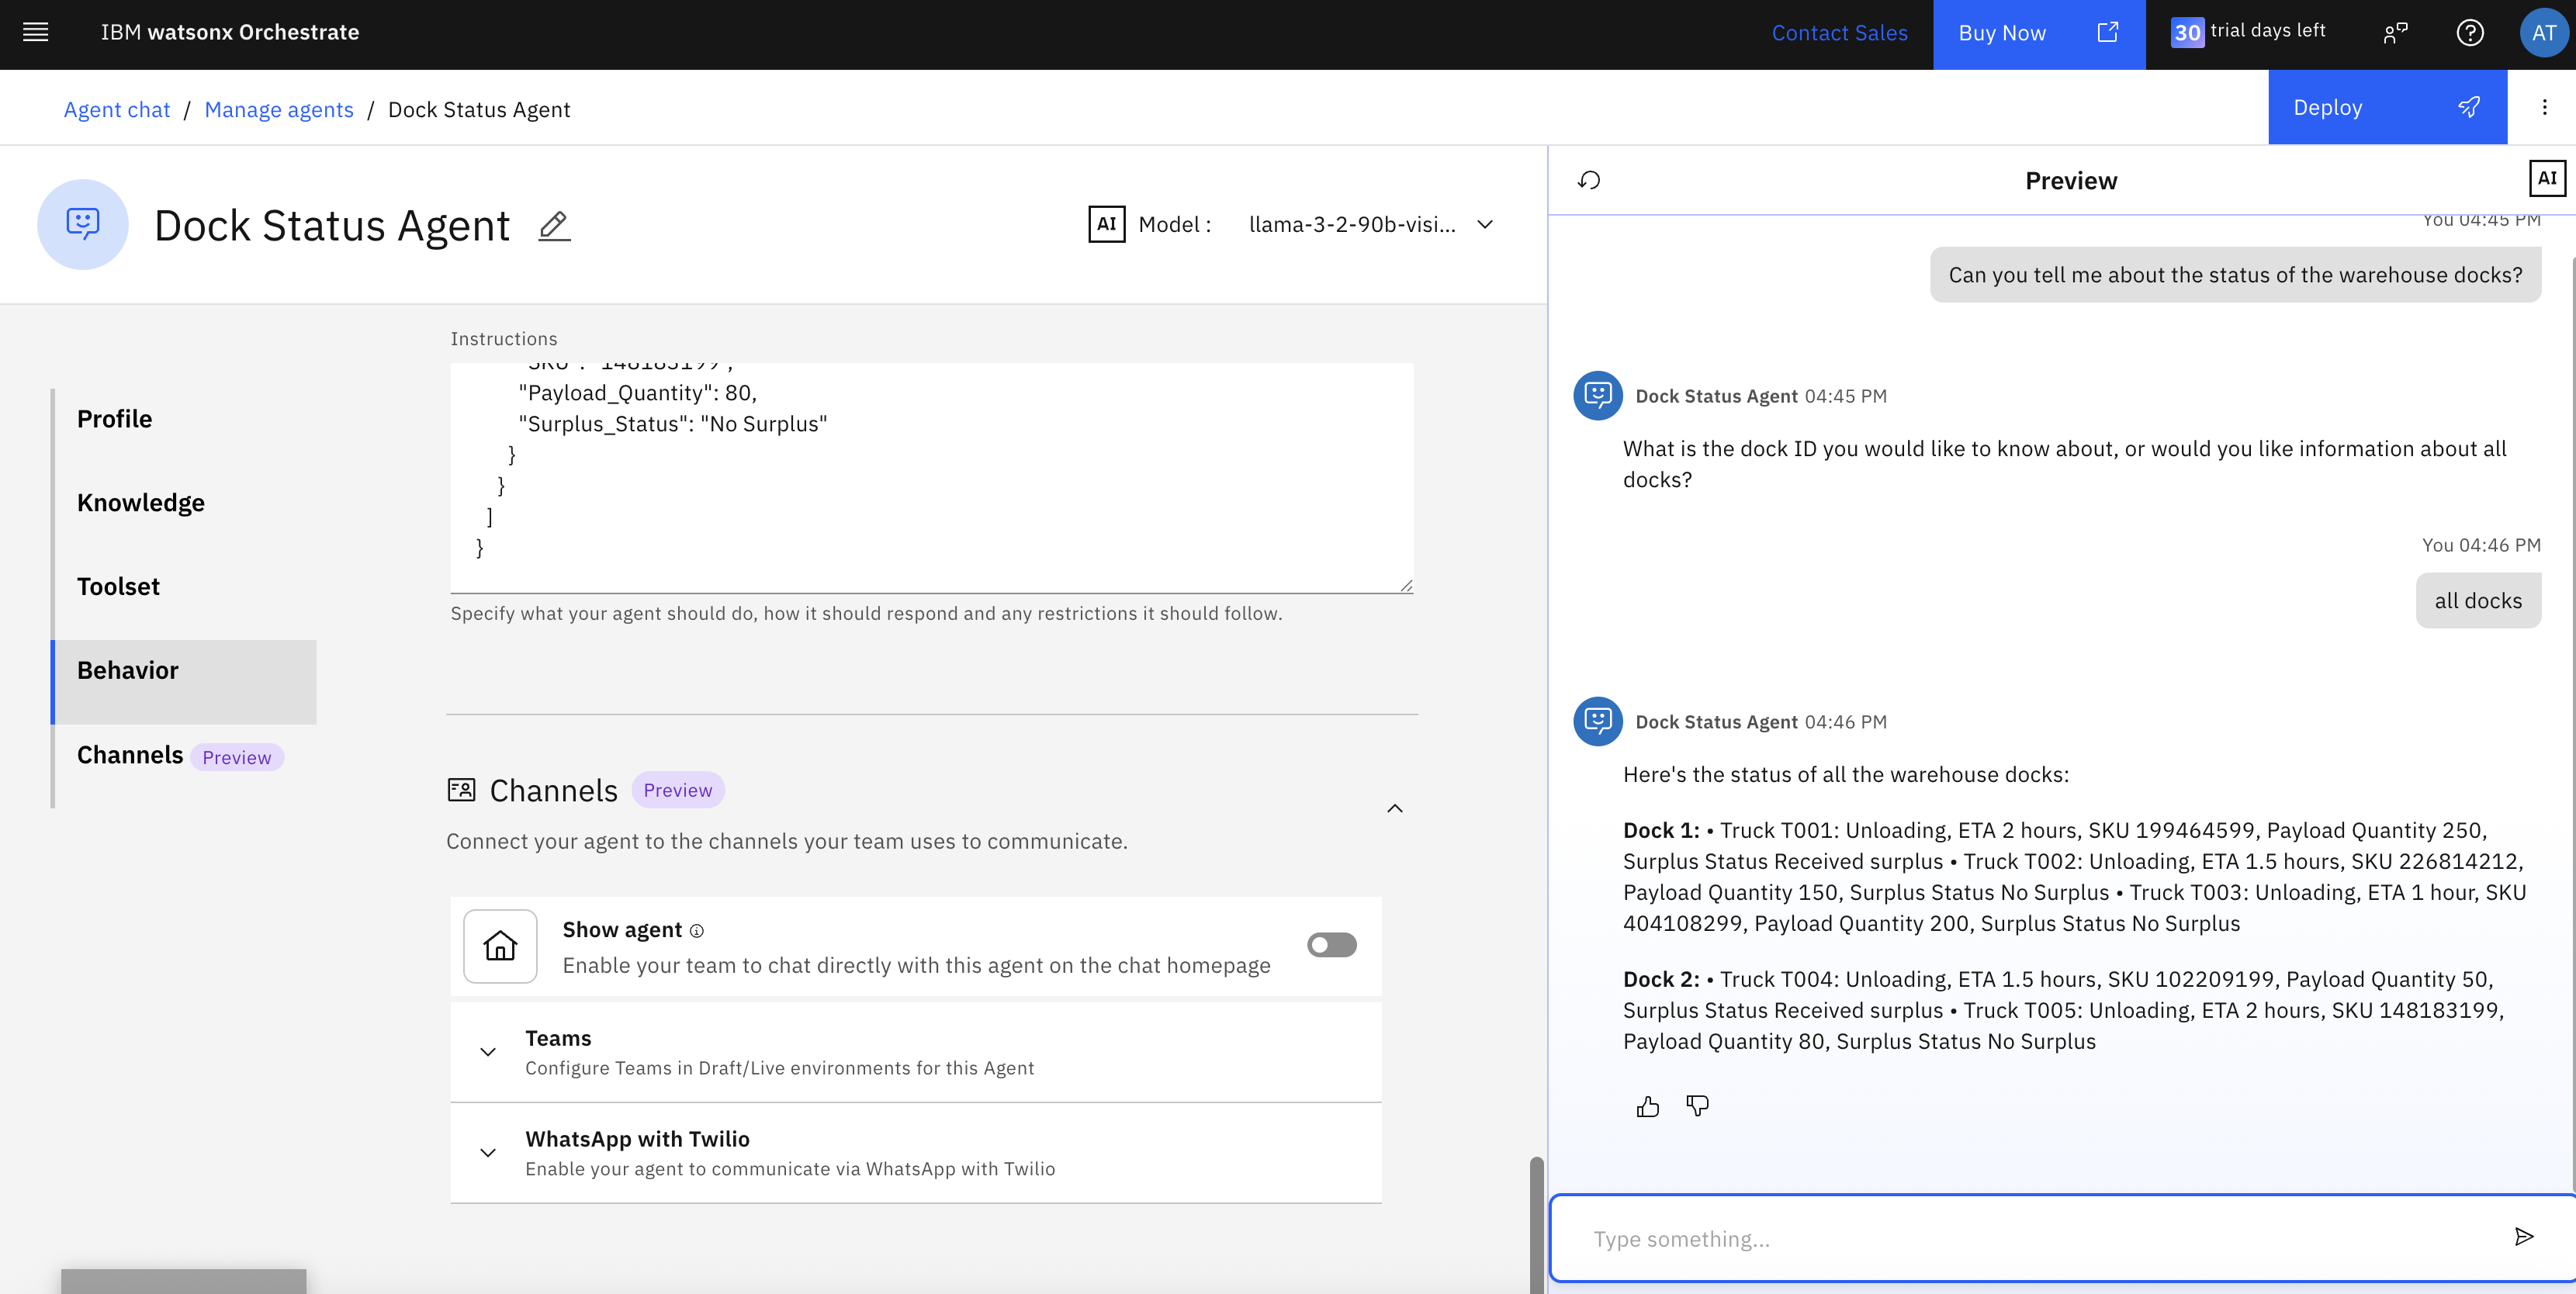 IBM watsonx Orchestrate
Contact Sales
Buy Now
30 trial days left
AT
Agent chat / Manage agents / Dock Status Agent
Deploy
Dock Status Agent
AI Model : llama-3-2-90b-visi...
Profile
Knowledge
Toolset
Behavior
Channels Preview
Instructions
"SKU": "148183199",
"Payload_Quantity": 80,
"Surplus_Status": "No Surplus"
}
}
]
}
Specify what your agent should do, how it should respond and any restrictions it should follow.
Channels Preview
Connect your agent to the channels your team uses to communicate.
Show agent
Enable your team to chat directly with this agent on the chat homepage
Teams
Configure Teams in Draft/Live environments for this Agent
WhatsApp with Twilio
Enable your agent to communicate via WhatsApp with Twilio
Preview
AI
You 04:45 PM
Can you tell me about the status of the warehouse docks?
Dock Status Agent 04:45 PM
What is the dock ID you would like to know about, or would you like information about all
docks?
You 04:46 PM
all docks
Dock Status Agent 04:46 PM
Here's the status of all the warehouse docks:
Dock 1: • Truck T001: Unloading, ETA 2 hours, SKU 199464599, Payload Quantity 250,
Surplus Status Received surplus • Truck T002: Unloading, ETA 1.5 hours, SKU 226814212,
Payload Quantity 150, Surplus Status No Surplus • Truck T003: Unloading, ETA 1 hour, SKU
404108299, Payload Quantity 200, Surplus Status No Surplus
Dock 2: • Truck T004: Unloading, ETA 1.5 hours, SKU 102209199, Payload Quantity 50,
Surplus Status Received surplus • Truck T005: Unloading, ETA 2 hours, SKU 148183199,
Payload Quantity 80, Surplus Status No Surplus
Type something...